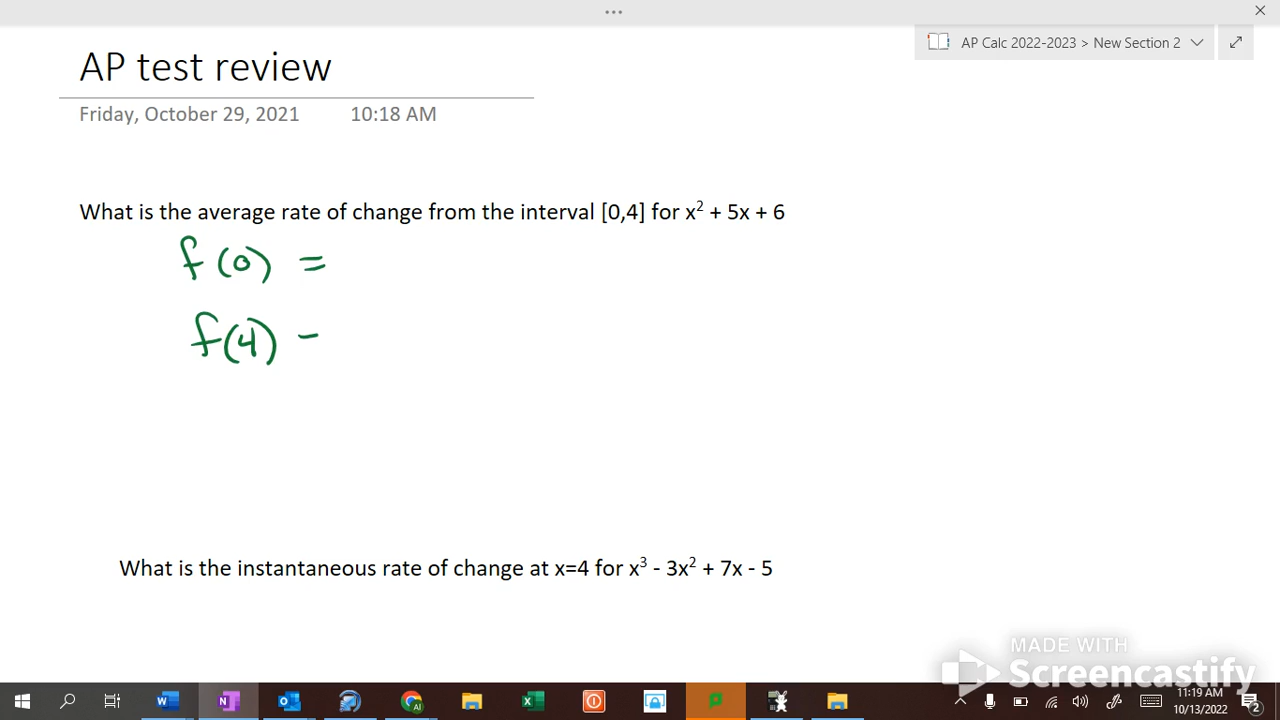 AP Calc 2022-2023 > New Section 2
AP test review
Friday, October 29, 2021 10:18 AM
What is the average rate of change from the interval [0,4] for x² + 5x + 6
f(0) =
f(4) -
What is the instantaneous rate of change at x=4 for x³ - 3x² + 7x - 5
MADE WITH
Screencastify
11:19 AM
10/13/2022
2